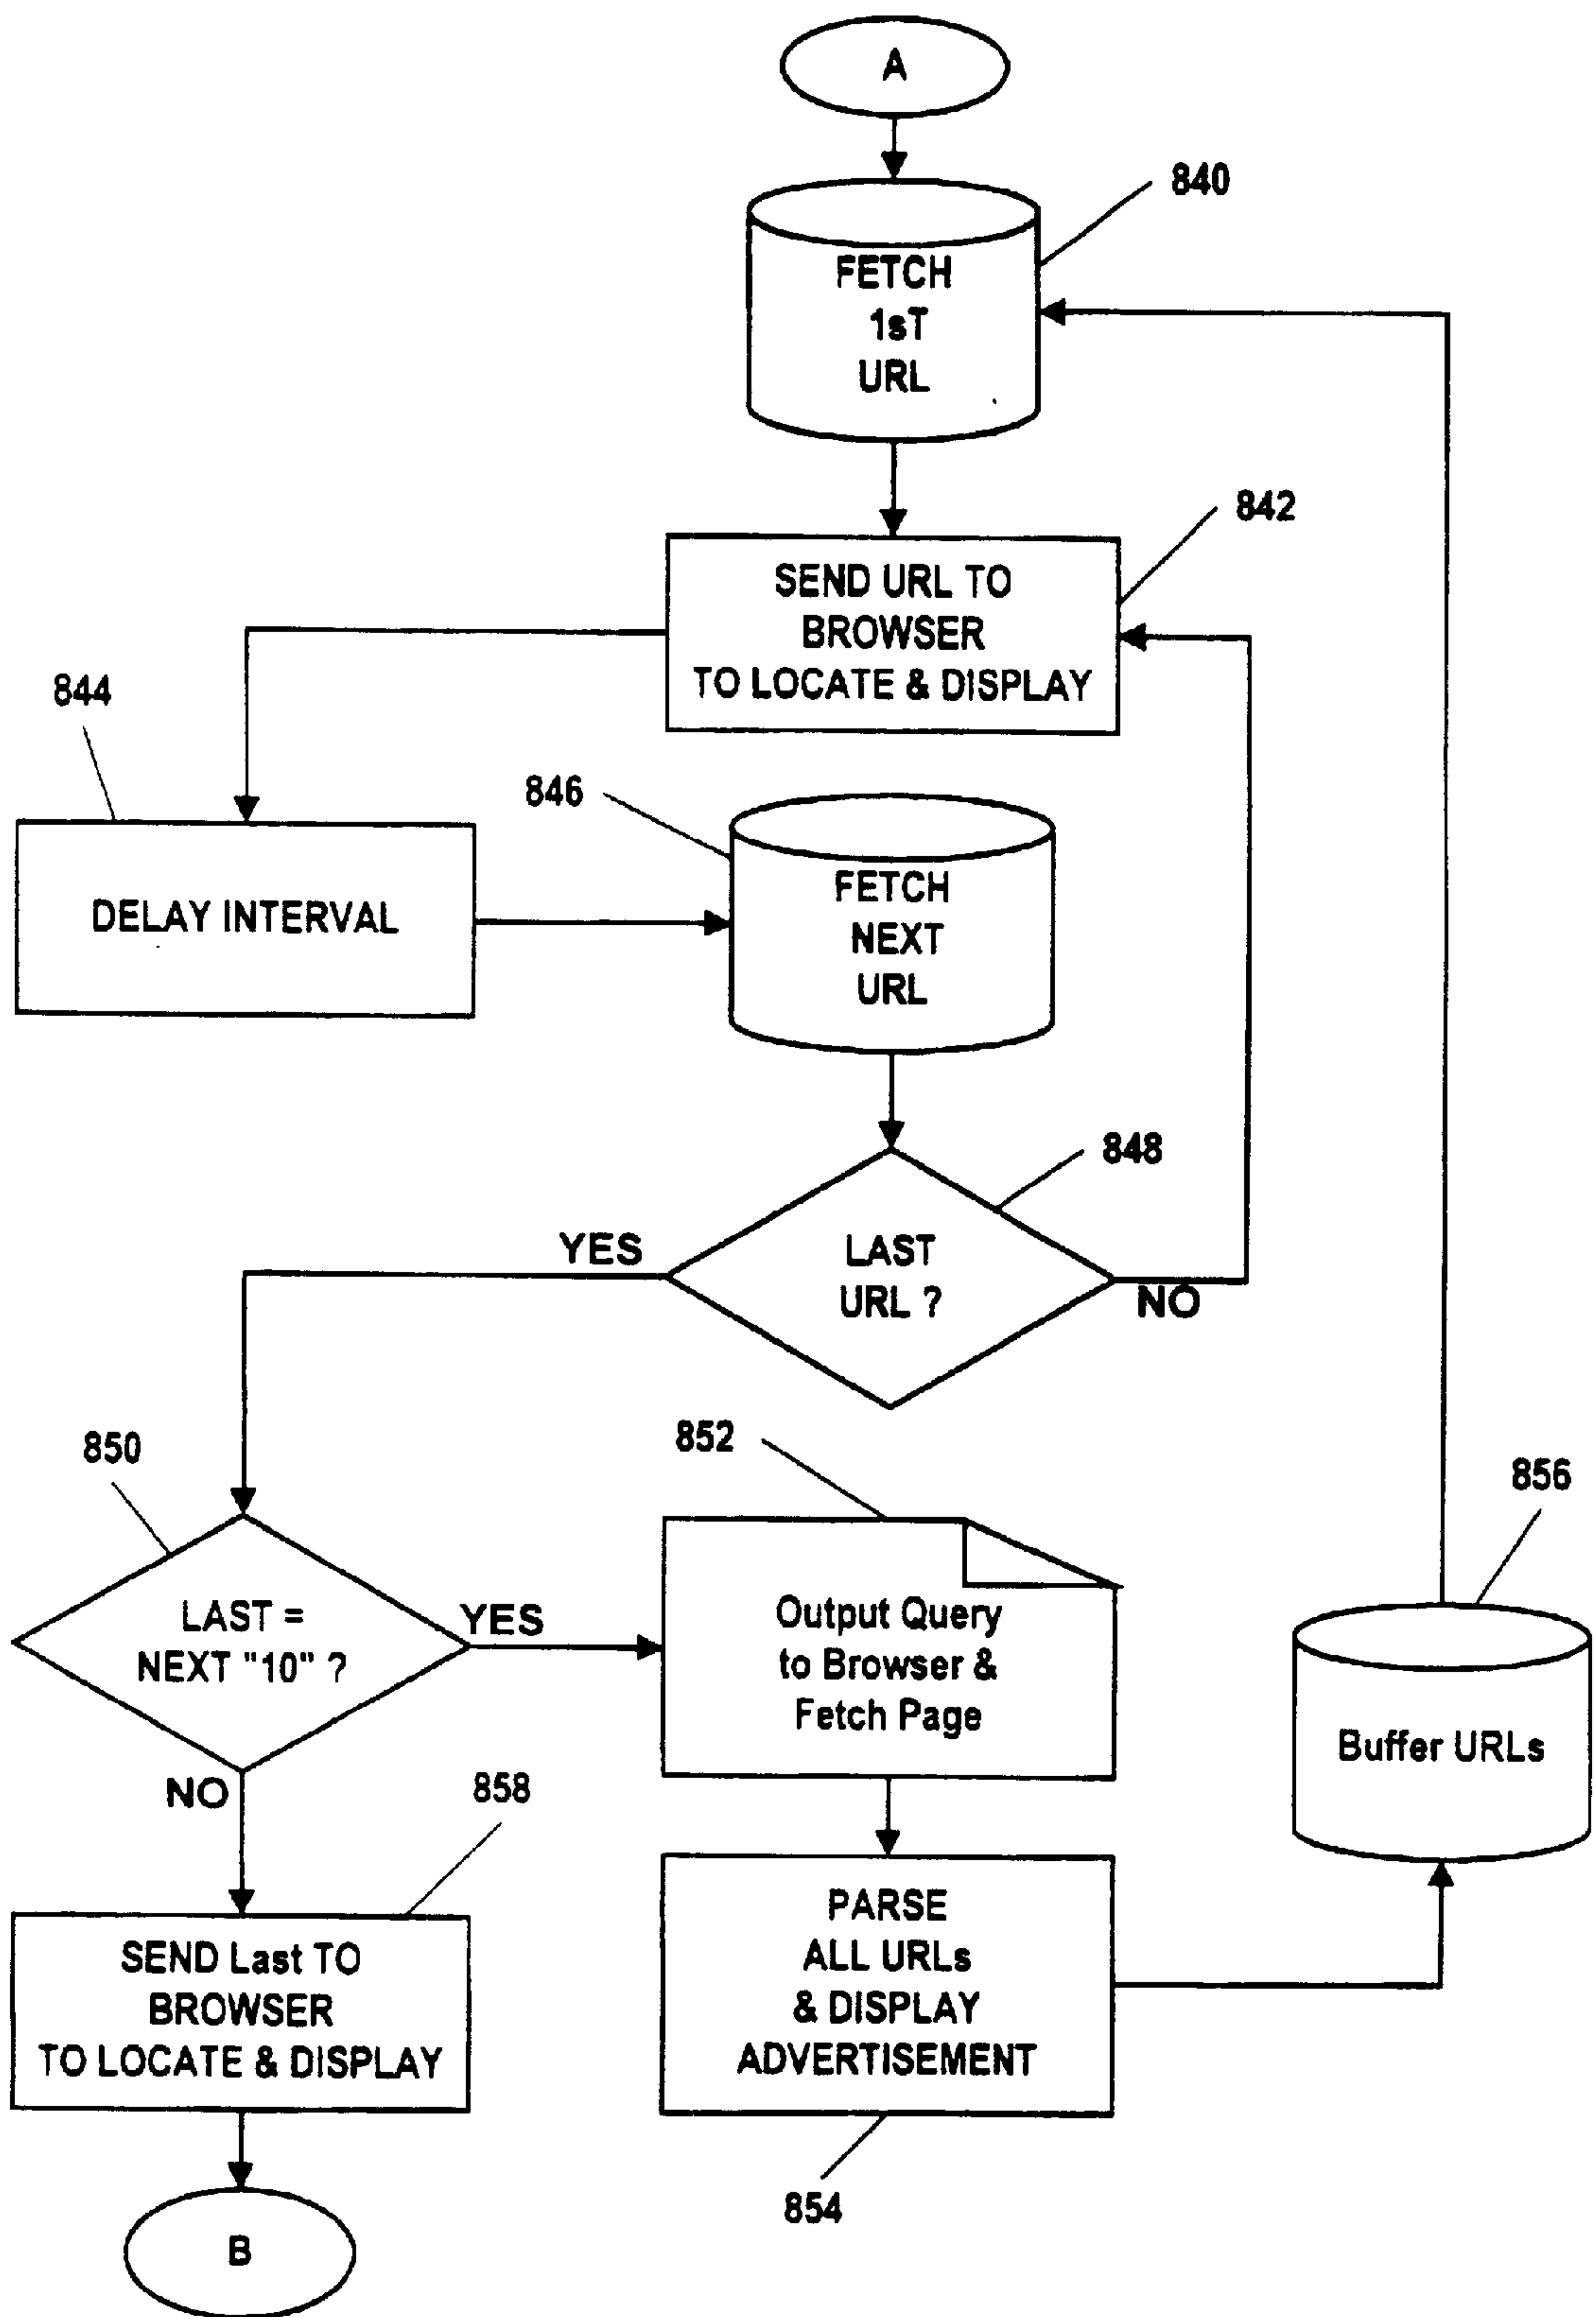 A
840
FETCH
1sT
URL
842
SEND URL TO
BROWSER
TO LOCATE & DISPLAY
844
DELAY INTERVAL
846
FETCH
NEXT
URL
848
LAST
URL ?
YES
NO
850
LAST =
NEXT "10" ?
YES
NO
852
Output Query
to Browser &
Fetch Page
856
Buffer URLs
858
SEND Last TO
BROWSER
TO LOCATE & DISPLAY
PARSE
ALL URLs
& DISPLAY
ADVERTISEMENT
854
B